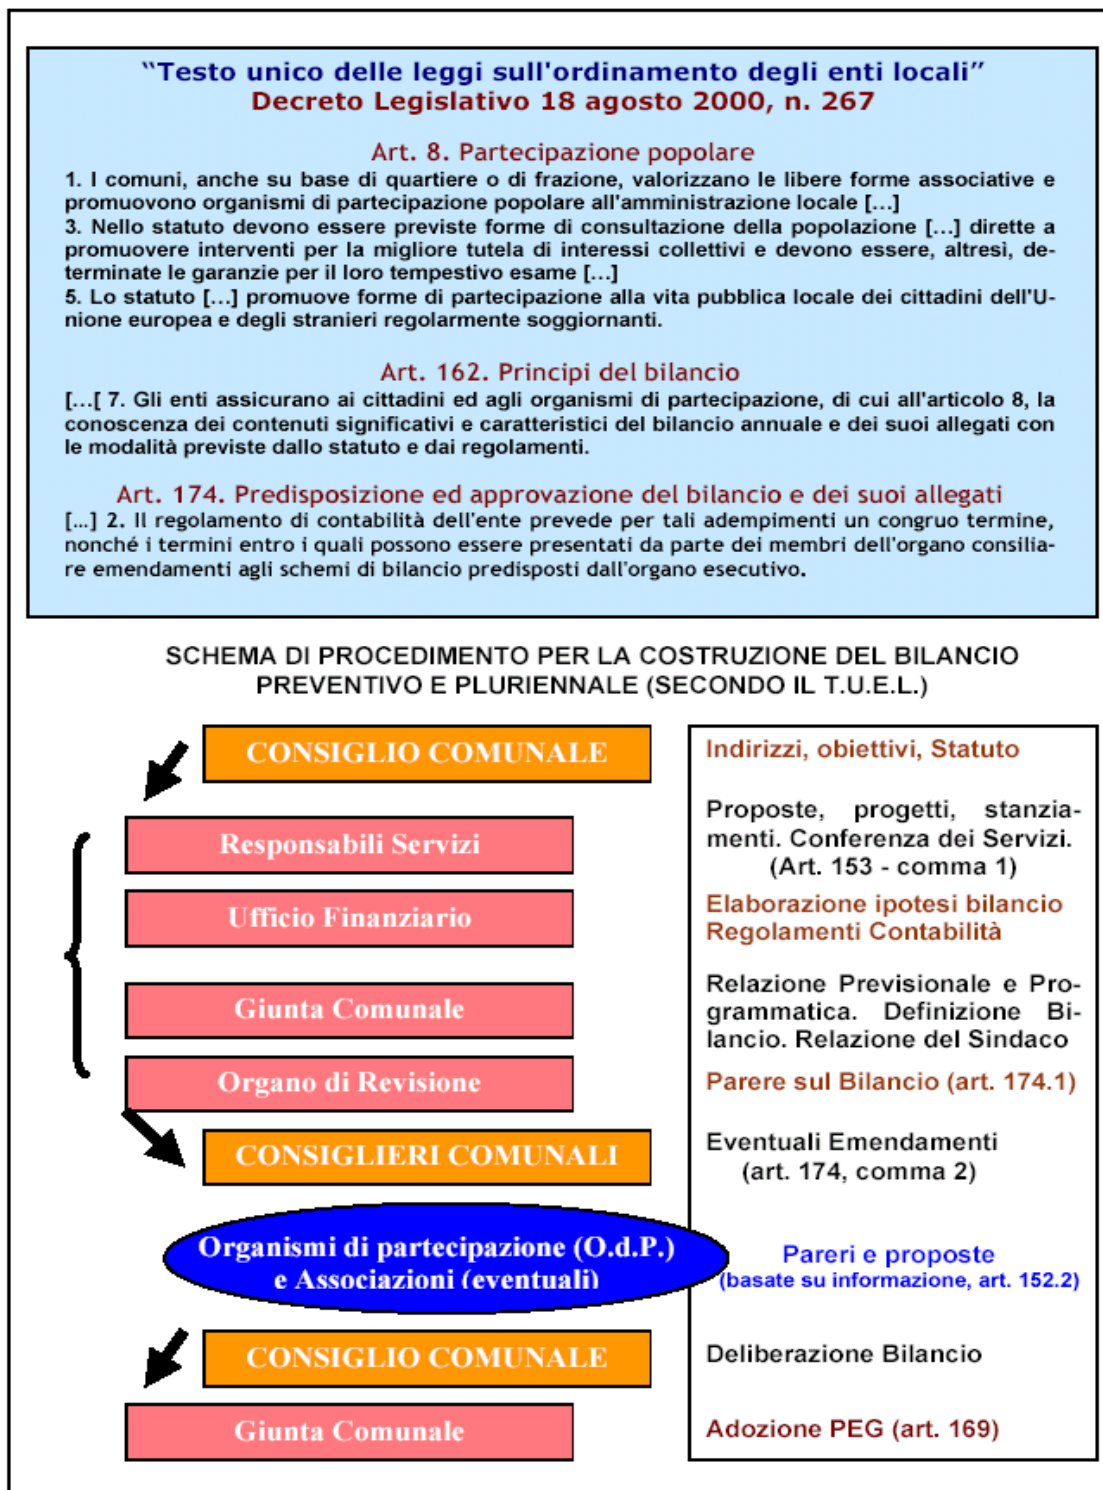 “Testo unico delle leggi sull'ordinamento degli enti locali”
Decreto Legislativo 18 agosto 2000, n. 267
Art. 8. Partecipazione popolare
1. I comuni, anche su base di quartiere o di frazione, valorizzano le libere forme associative e
promuovono organismi di partecipazione popolare all'amministrazione locale […]
3. Nello statuto devono essere previste forme di consultazione della popolazione […] dirette a
promuovere interventi per la migliore tutela di interessi collettivi e devono essere, altresì, de-
terminate le garanzie per il loro tempestivo esame […]
5. Lo statuto […] promuove forme di partecipazione alla vita pubblica locale dei cittadini dell'U-
nione europea e degli stranieri regolarmente soggiornanti.
Art. 162. Principi del bilancio
[…[ 7. Gli enti assicurano ai cittadini ed agli organismi di partecipazione, di cui all'articolo 8, la
conoscenza dei contenuti significativi e caratteristici del bilancio annuale e dei suoi allegati con
le modalità previste dallo statuto e dai regolamenti.
Art. 174. Predisposizione ed approvazione del bilancio e dei suoi allegati
[…] 2. Il regolamento di contabilità dell'ente prevede per tali adempimenti un congruo termine,
nonché i termini entro i quali possono essere presentati da parte dei membri dell'organo consilia-
re emendamenti agli schemi di bilancio predisposti dall'organo esecutivo.
SCHEMA DI PROCEDIMENTO PER LA COSTRUZIONE DEL BILANCIO
PREVENTIVO E PLURIENNALE (SECONDO IL T.U.E.L.)
CONSIGLIO COMUNALE
Indirizzi, obiettivi, Statuto
Responsabili Servizi
Proposte, progetti, stanzia-
menti. Conferenza dei Servizi.
(Art. 153 - comma 1)
Ufficio Finanziario
Elaborazione ipotesi bilancio
Regolamenti Contabilità
Giunta Comunale
Relazione Previsionale e Pro-
grammatica. Definizione Bi-
lancio. Relazione del Sindaco
Organo di Revisione
Parere sul Bilancio (art. 174.1)
CONSIGLIERI COMUNALI
Eventuali Emendamenti
(art. 174, comma 2)
Organismi di partecipazione (O.d.P.)
e Associazioni (eventuali)
Pareri e proposte
(basate su informazione, art. 152.2)
CONSIGLIO COMUNALE
Deliberazione Bilancio
Giunta Comunale
Adozione PEG (art. 169)